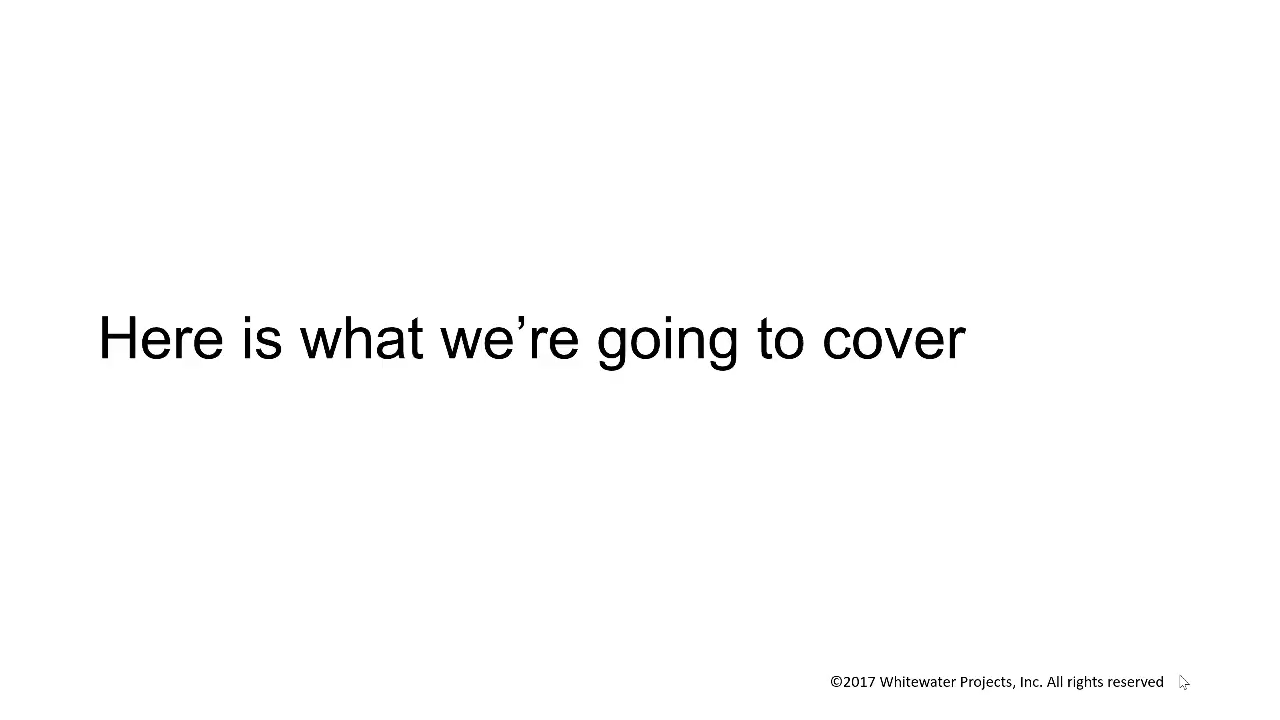 Here is what we’re going to cover
©2017 Whitewater Projects, Inc. All rights reserved